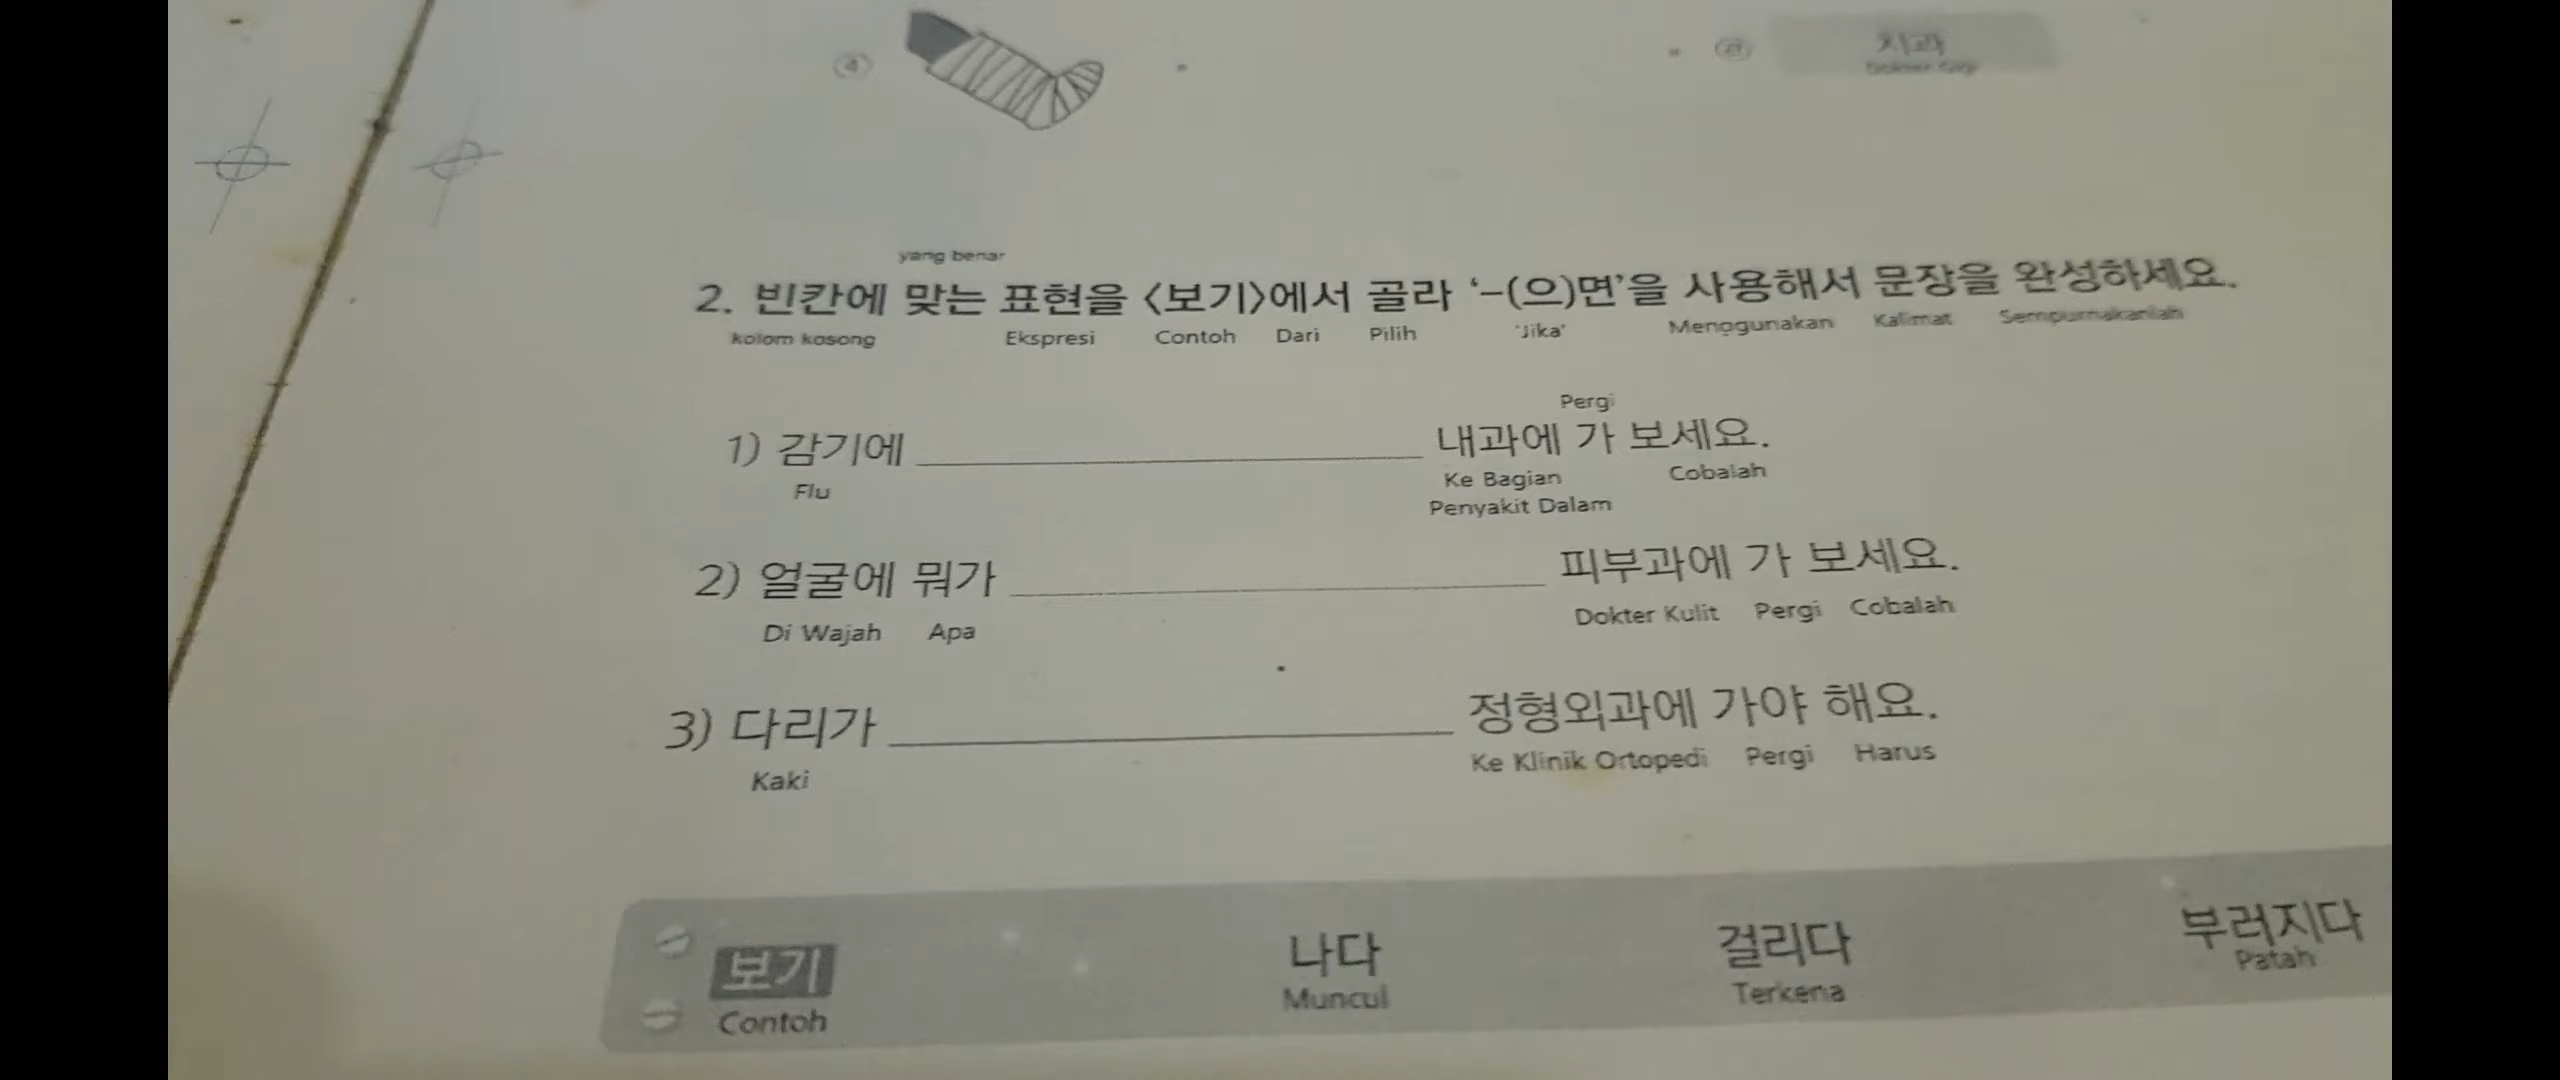 ④ 치과
Dokter Gigi
yang benar
2. 빈칸에 맞는 표현을 <보기>에서 골라 '-(으)면'을 사용해서 문장을 완성하세요.
kolom kosong Ekspresi Contoh Dari Pilih 'Jika' Menggunakan Kalimat Sempurnakanlah
Pergi
1) 감기에 ____ 내과에 가 보세요.
Flu Ke Bagian Cobalah
Penyakit Dalam
2) 얼굴에 뭐가 ____ 피부과에 가 보세요.
Di Wajah Apa Dokter Kulit Pergi Cobalah
3) 다리가 ____ 정형외과에 가야 해요.
Kaki Ke Klinik Ortopedi Pergi Harus
보기 나다 걸리다 부러지다
Contoh Muncul Terkena Patah